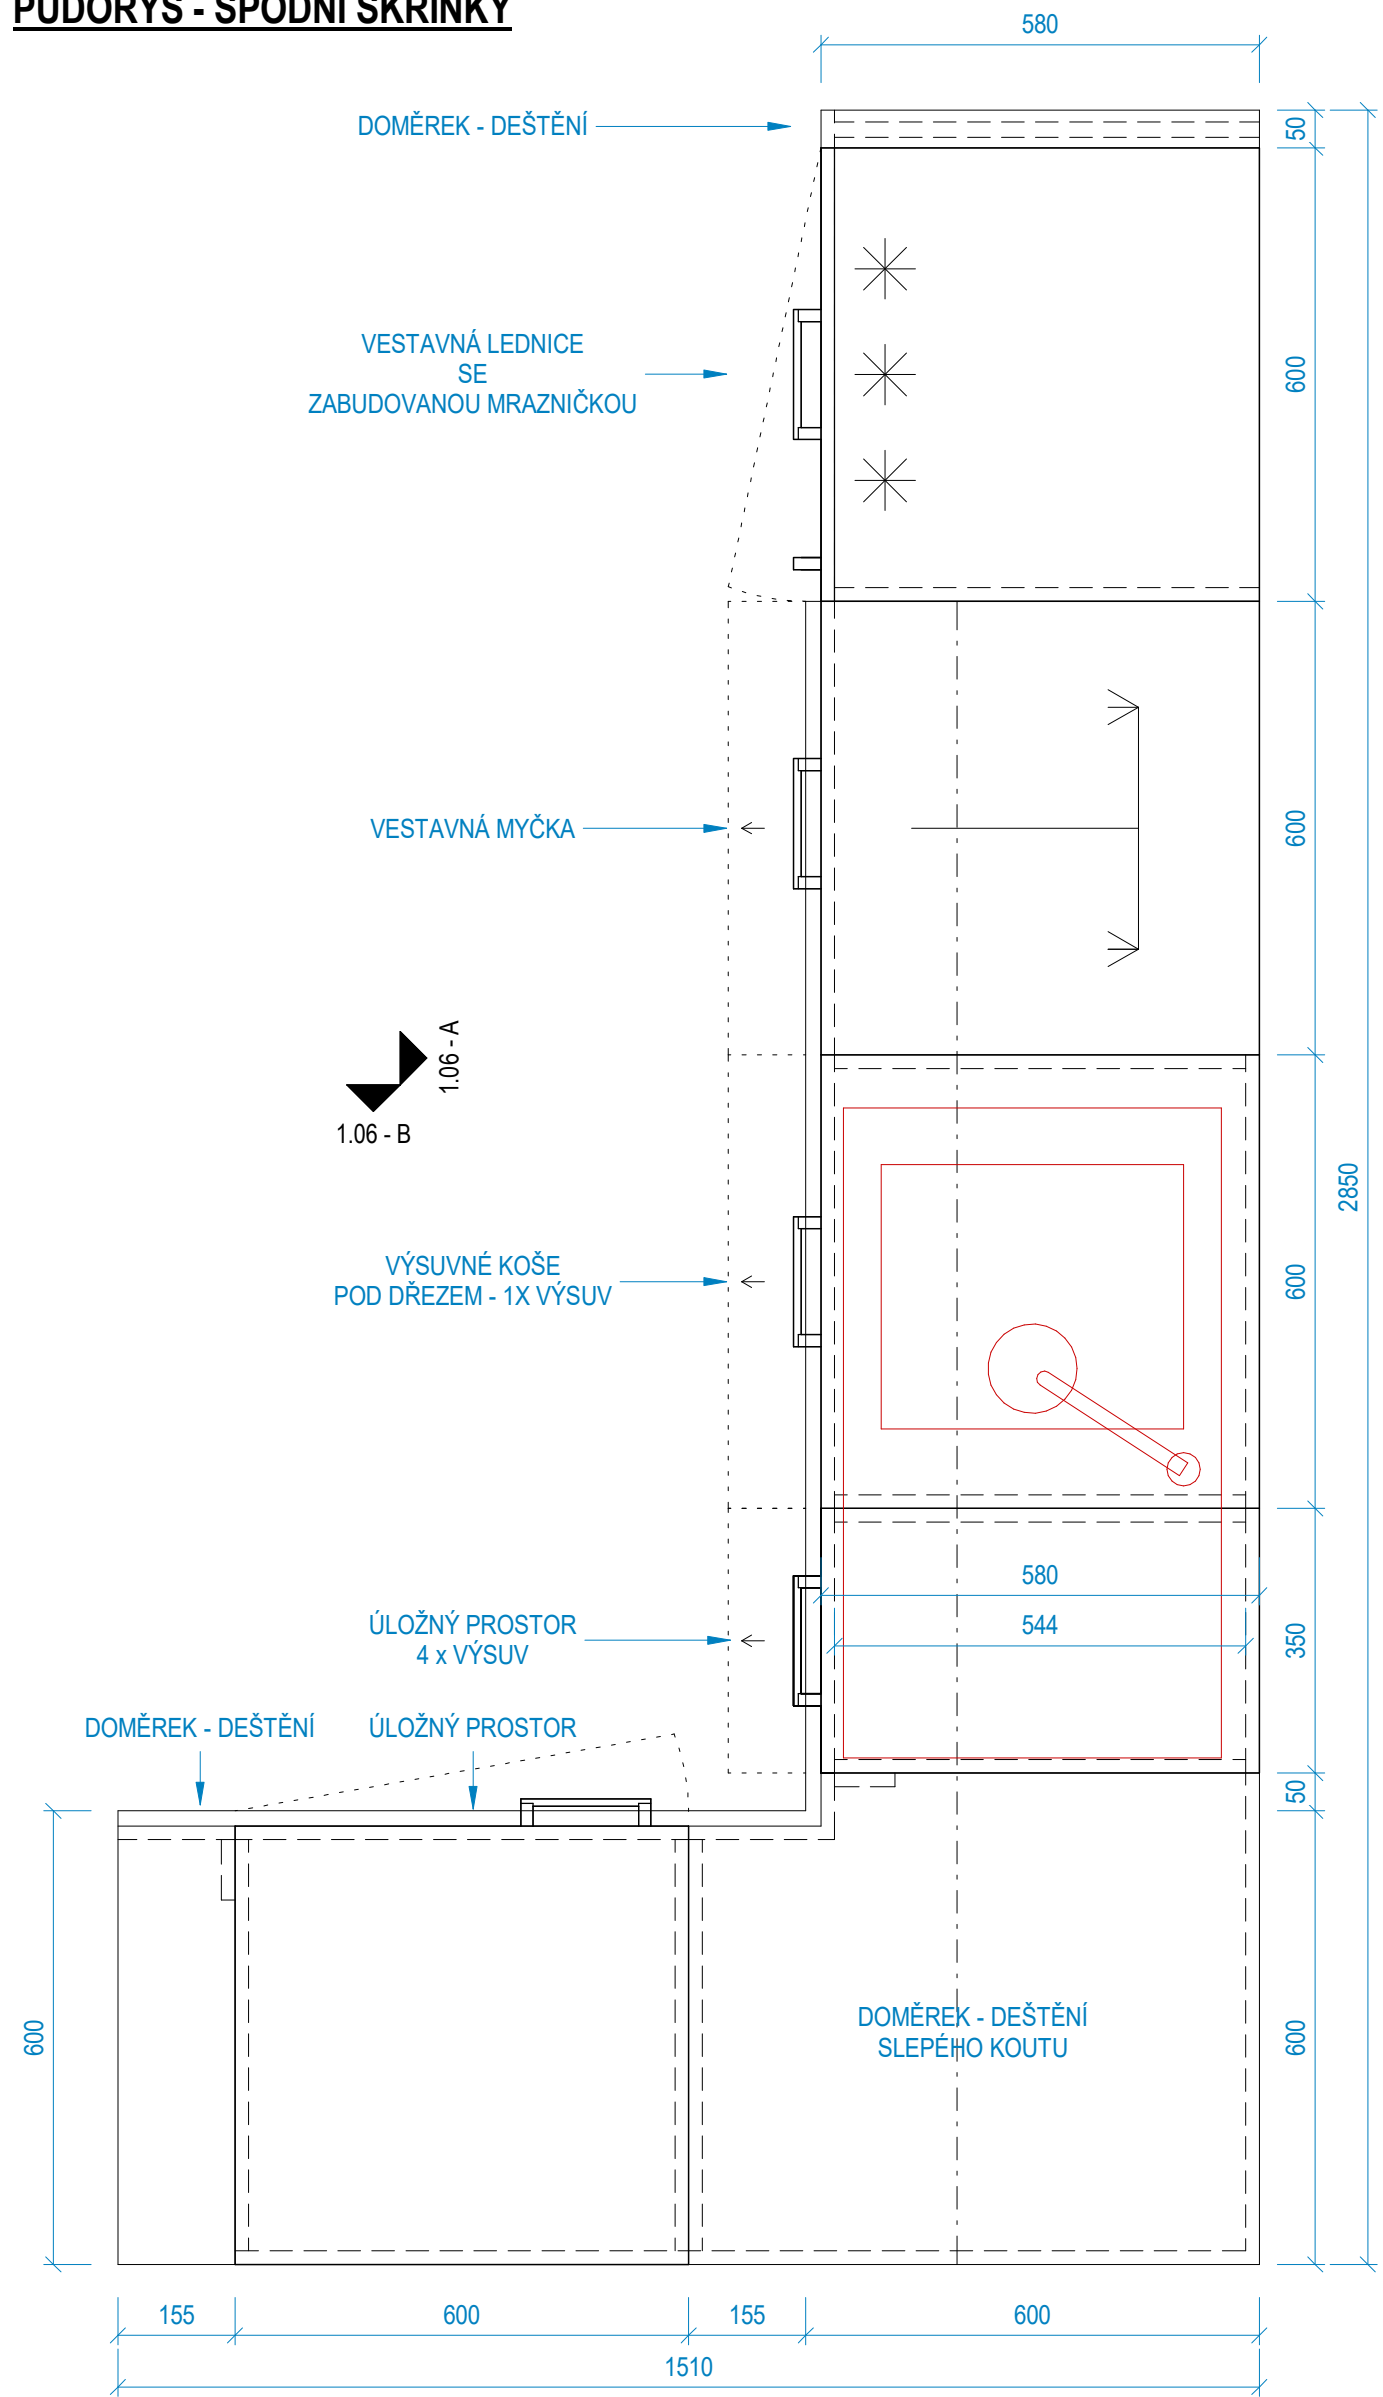 PŮDORYS - SPODNÍ SKŘÍŇKY
580
DOMĚREK - DEŠTĚNÍ
50
VESTAVNÁ LEDNICE
SE
ZABUDOVANOU MRAZNIČKOU
600
VESTAVNÁ MYČKA
600
1.06 - A
1.06 - B
2850
VÝSUVNÉ KOŠE
POD DŘEZEM - 1X VÝSUV
600
580
ÚLOŽNÝ PROSTOR
4 x VÝSUV
544
350
DOMĚREK - DEŠTĚNÍ
ÚLOŽNÝ PROSTOR
50
DOMĚREK - DEŠTĚNÍ
SLEPÉHO KOUTU
600
600
155
600
155
600
1510